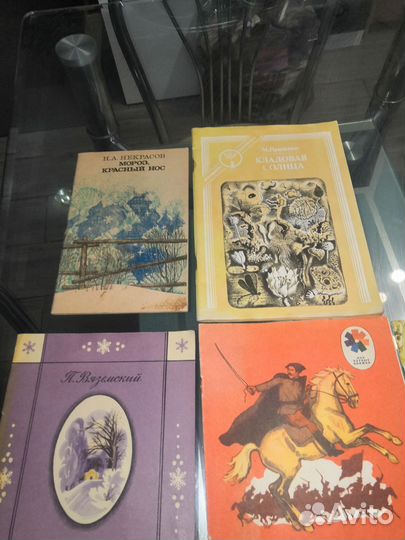 Н.А. НЕКРАСОВ
МОРОЗ,
КРАСНЫЙ НОС
М. Пришвин
КЛАДОВАЯ
СОЛНЦА
П. Вяземский
Avito